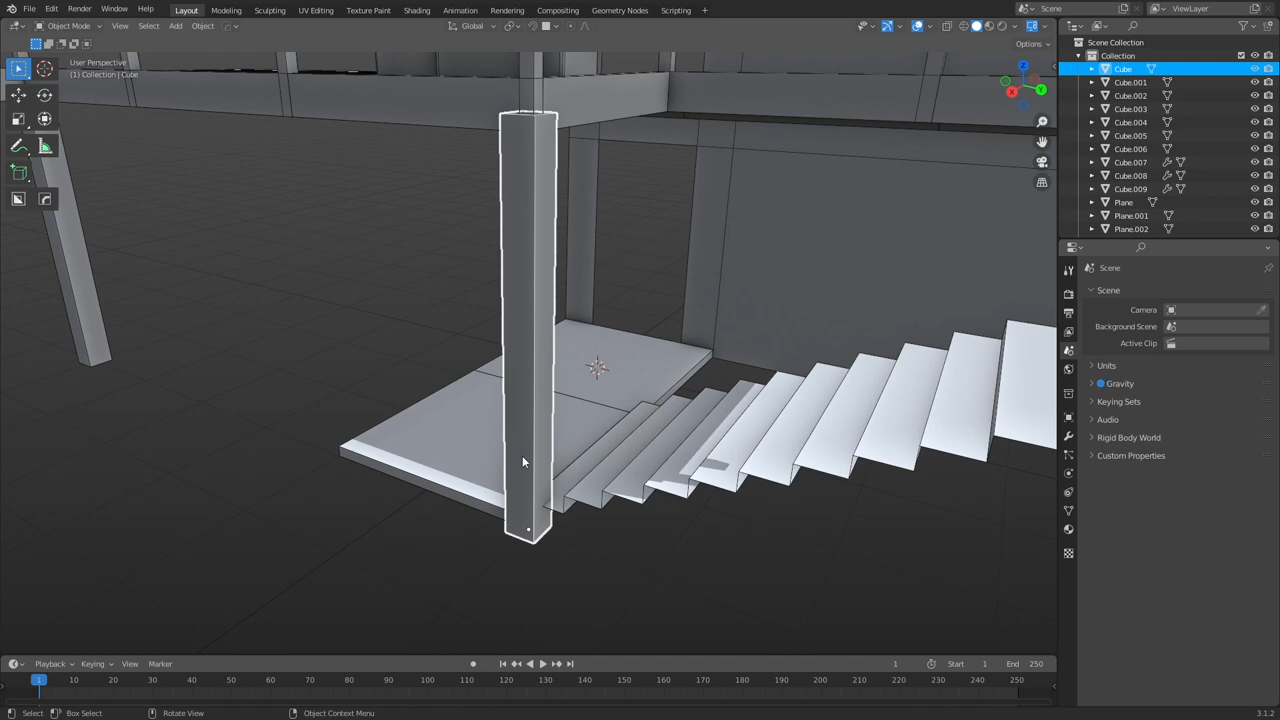 File Edit Render Window Help Layout Modeling Sculpting UV Editing Texture Paint Shading Animation Rendering Compositing Geometry Nodes Scripting + Scene ViewLayer
Object Mode View Select Add Object Global
Options
User Perspective
(1) Collection | Cube
Z
Y
X
Scene Collection
Collection
Cube
Cube.001
Cube.002
Cube.003
Cube.004
Cube.005
Cube.006
Cube.007
Cube.008
Cube.009
Plane
Plane.001
Plane.002
Scene
Scene
Camera
Background Scene
Active Clip
Units
Gravity
Keying Sets
Audio
Rigid Body World
Custom Properties
Playback Keying View Marker 1 Start 1 End 250
1 10 20 30 40 50 60 70 80 90 100 110 120 130 140 150 160 170 180 190 200 210 220 230 240 250
Select Box Select Rotate View Object Context Menu 3.1.2